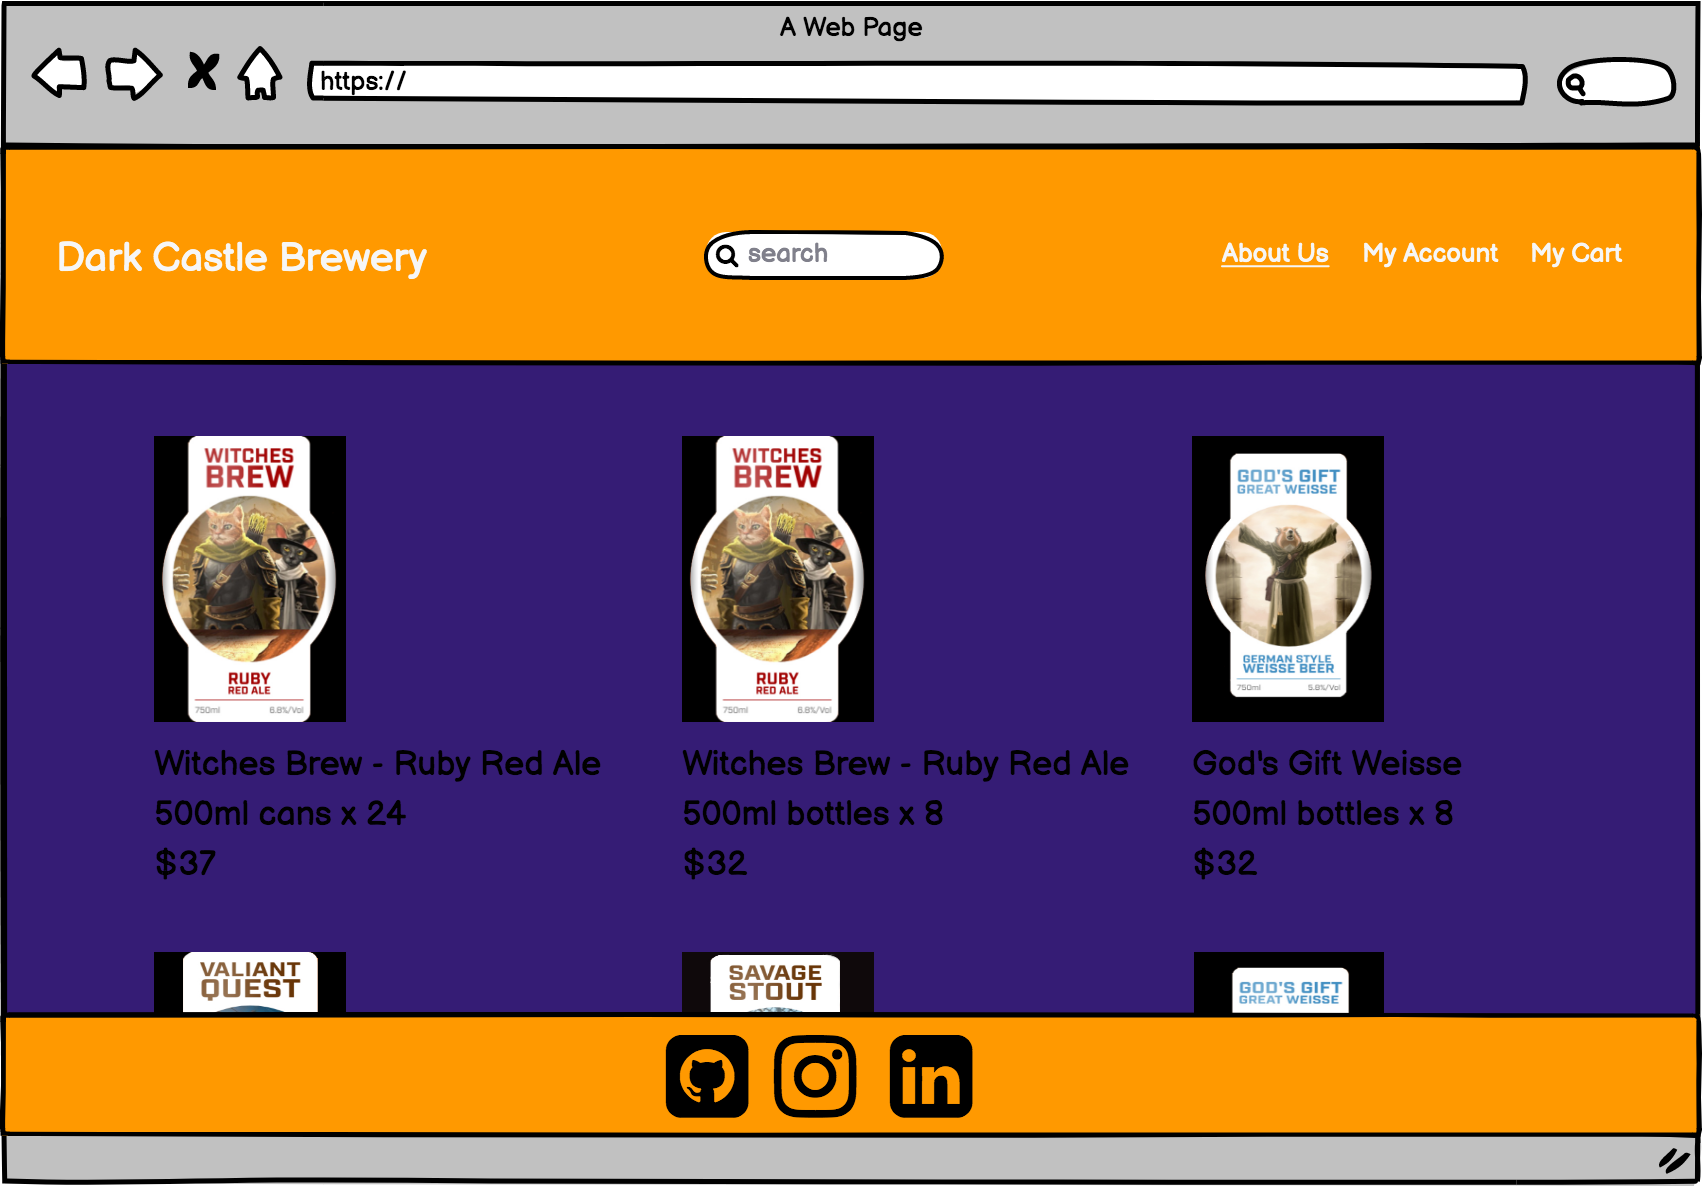 A Web Page
https://
Dark Castle Brewery
search
About Us
My Account
My Cart
WITCHES
BREW
RUBY
RED ALE
750ml 6.8%/Vol
WITCHES
BREW
RUBY
RED ALE
750ml 6.8%/Vol
GOD'S GIFT
GREAT WEISSE
GERMAN STYLE
WEISSE BEER
750ml 5.8%/Vol
Witches Brew - Ruby Red Ale
500ml cans x 24
$37
Witches Brew - Ruby Red Ale
500ml bottles x 8
$32
God's Gift Weisse
500ml bottles x 8
$32
VALIANT
QUEST
SAVAGE
STOUT
GOD'S GIFT
GREAT WEISSE
in